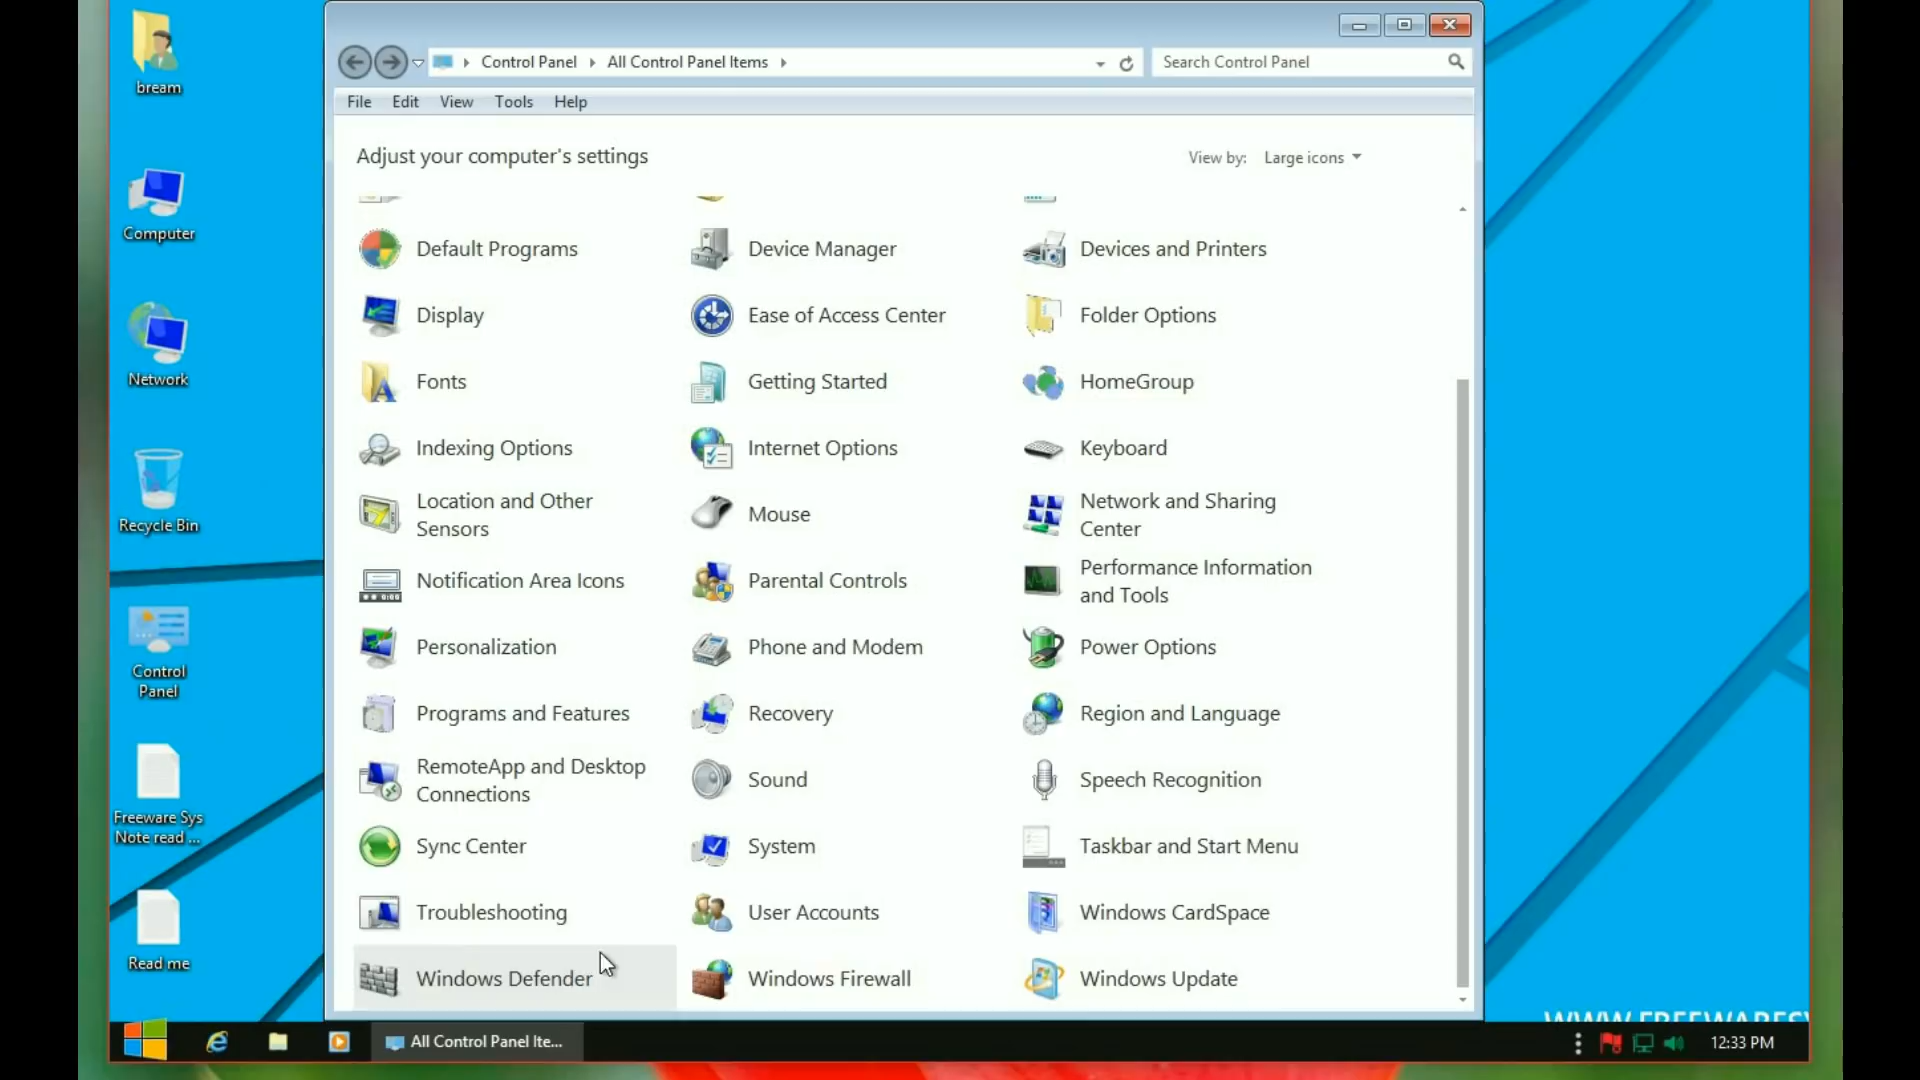 bream
Computer
Network
Recycle Bin
Control
Panel
Freeware Sys
Note read ...
Read me
Control Panel
All Control Panel Items
Search Control Panel
File Edit View Tools Help
Adjust your computer's settings
View by: Large icons
Default Programs
Device Manager
Devices and Printers
Display
Ease of Access Center
Folder Options
Fonts
Getting Started
HomeGroup
Indexing Options
Internet Options
Keyboard
Location and Other
Sensors
Mouse
Network and Sharing
Center
Notification Area Icons
Parental Controls
Performance Information
and Tools
Personalization
Phone and Modem
Power Options
Programs and Features
Recovery
Region and Language
RemoteApp and Desktop
Connections
Sound
Speech Recognition
Sync Center
System
Taskbar and Start Menu
Troubleshooting
User Accounts
Windows CardSpace
Windows Defender
Windows Firewall
Windows Update
All Control Panel Ite...
12:33 PM